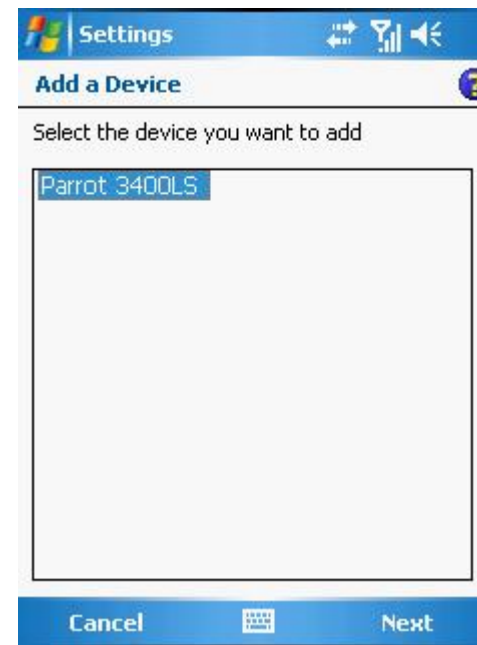 Settings
Add a Device
Select the device you want to add
Parrot 3400LS
Cancel Next